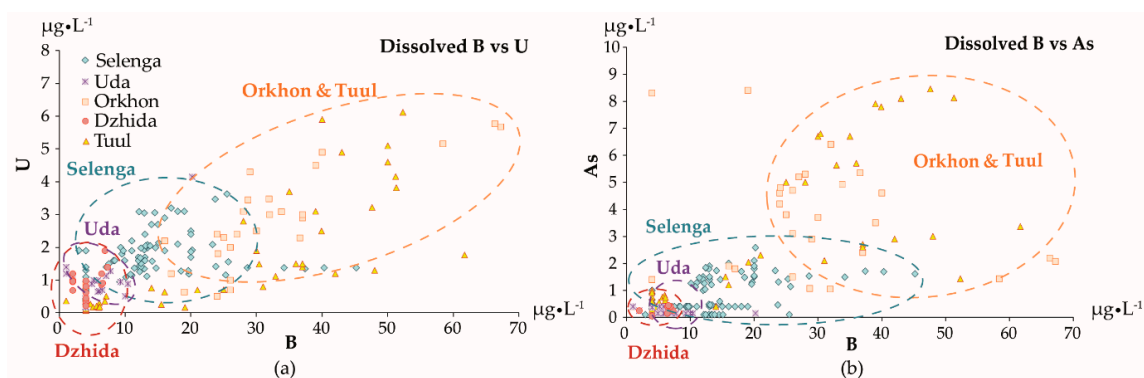 µg•L-1
Dissolved B vs U
Selenga
Uda
Orkhon
Dzhida
Tuul
Orkhon & Tuul
Selenga
Uda
Dzhida
U
8
7
6
5
4
3
2
1
0
0 10 20 30 40 50 60 70
µg•L-1
B
(a)
µg•L-1
Dissolved B vs As
Orkhon & Tuul
Selenga
Uda
Dzhida
As
10
9
8
7
6
5
4
3
2
1
0
0 10 20 30 40 50 60 70
µg•L-1
B
(b)